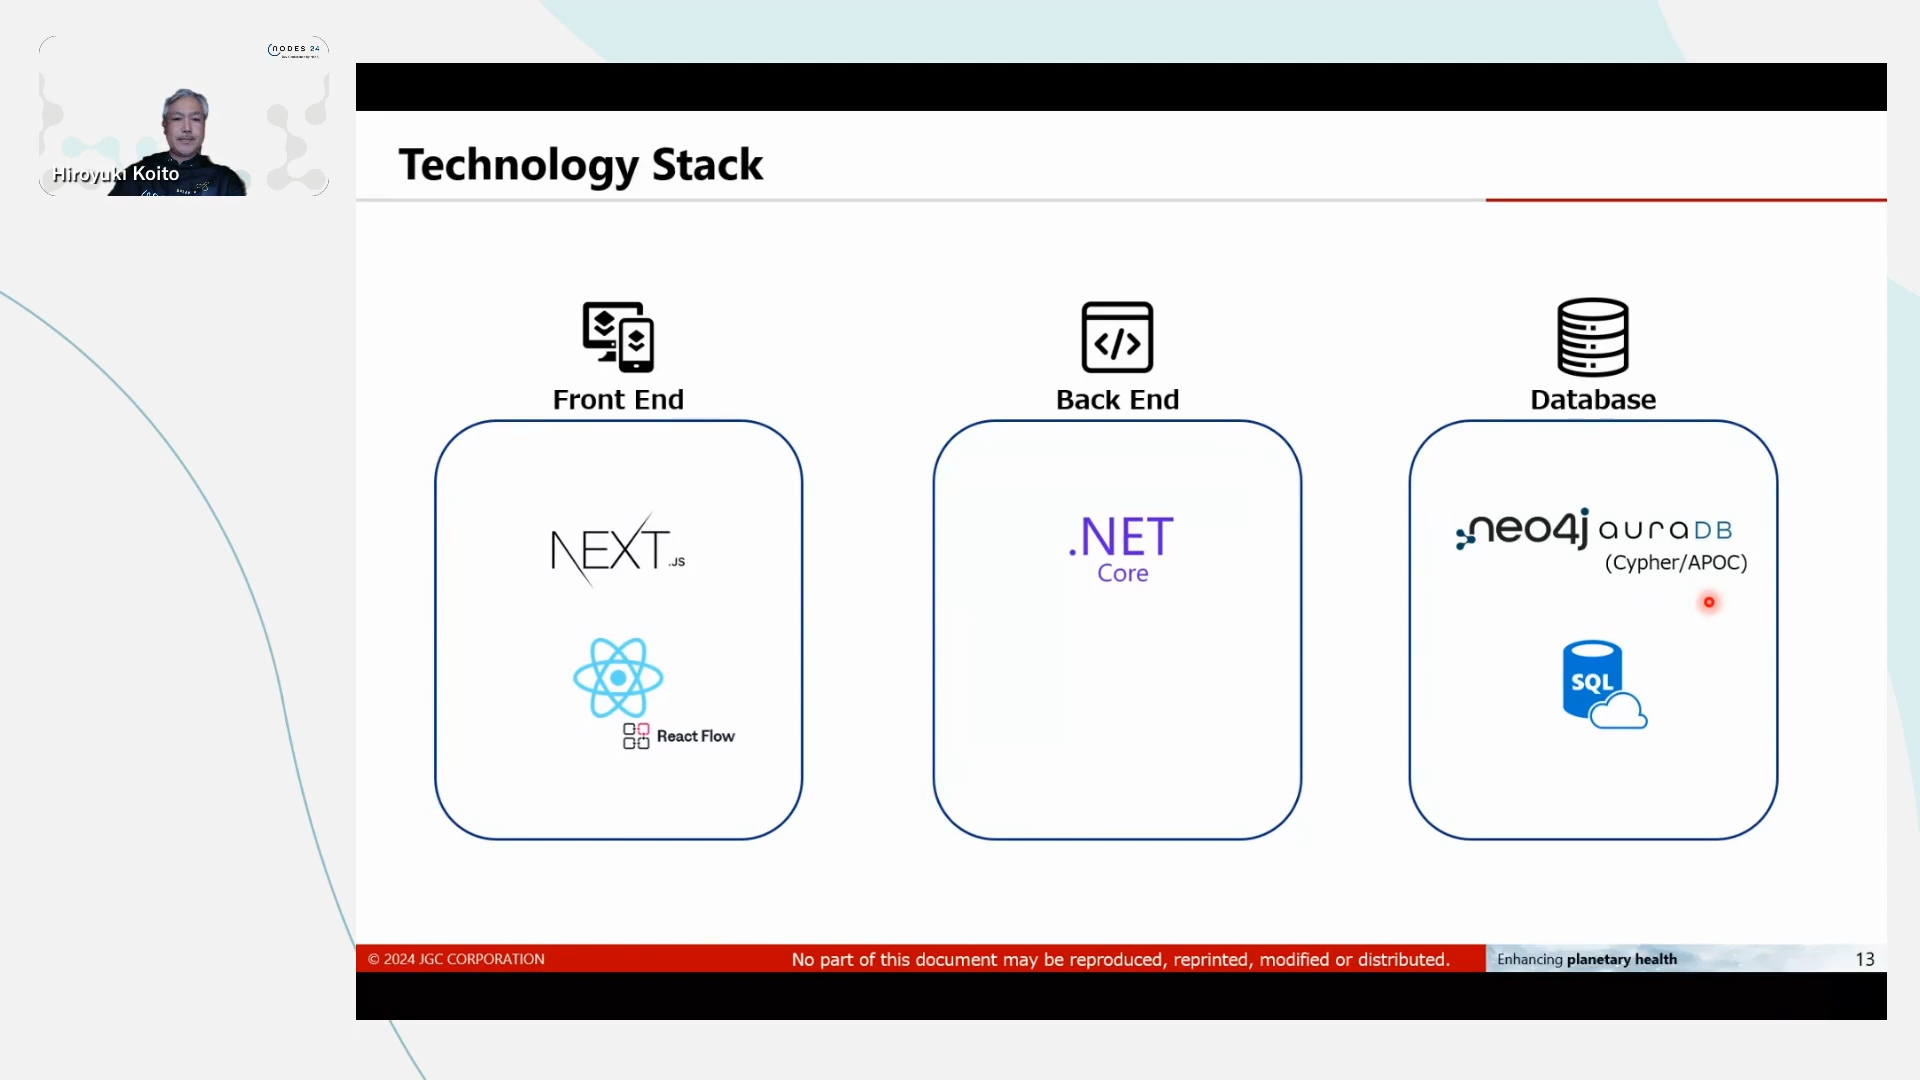 NODES 24
Hiroyuki Koito
Technology Stack
Front End
Back End
Database
NEXT.JS
React Flow
.NET
Core
neo4j auraDB
(Cypher/APOC)
SQL
© 2024 JGC CORPORATION
No part of this document may be reproduced, reprinted, modified or distributed.
Enhancing planetary health
13